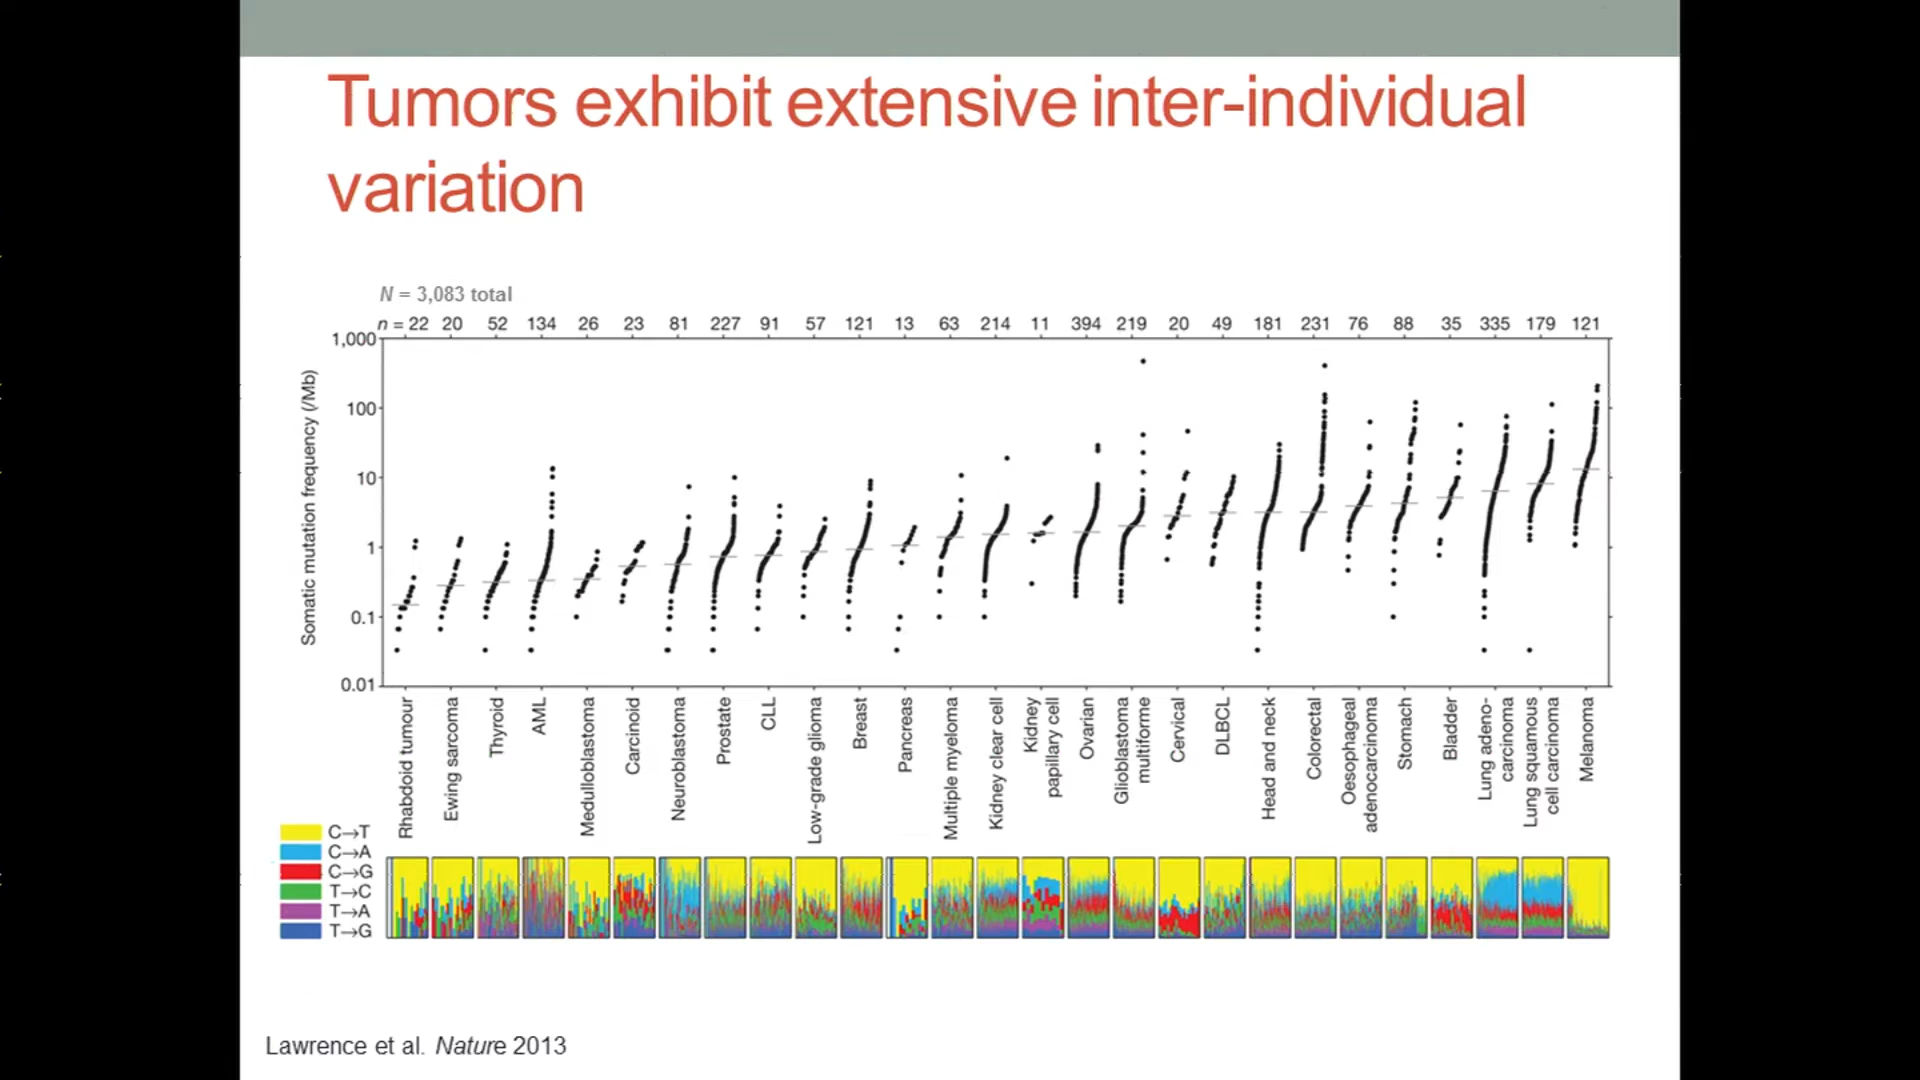 Tumors exhibit extensive inter-individual
variation
N = 3,083 total
n = 22 20 52 134 26 23 81 227 91 57 121 13 63 214 11 394 219 20 49 181 231 76 88 35 335 179 121
Somatic mutation frequency (/Mb)
1,000
100
10
1
0.1
0.01
Rhabdoid tumour
Ewing sarcoma
Thyroid
AML
Medulloblastoma
Carcinoid
Neuroblastoma
Prostate
CLL
Low-grade glioma
Breast
Pancreas
Multiple myeloma
Kidney clear cell
Kidney
papillary cell
Ovarian
Glioblastoma
multiforme
Cervical
DLBCL
Head and neck
Colorectal
Oesophageal
adenocarcinoma
Stomach
Bladder
Lung adeno-
carcinoma
Lung squamous
cell carcinoma
Melanoma
C→T
C→A
C→G
T→C
T→A
T→G
Lawrence et al. Nature 2013